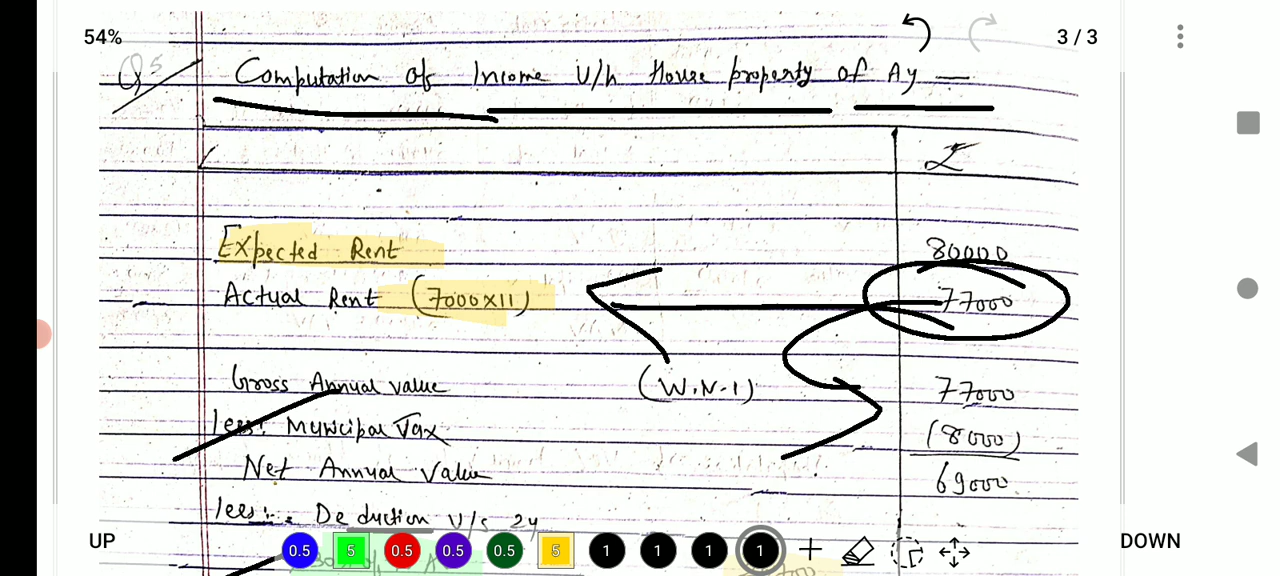 54%
3 / 3
Q5
Computation of Income U/h House property of Ay —
₹
Expected Rent 80000
Actual Rent (7000×11) 77000
Gross Annual value (W.N-1) 77000
less: Municipal Tax (8000)
Net Annual Value 69000
less:- Deduction U/s 24
UP 0.5 5 0.5 0.5 0.5 5 1 1 1 1 DOWN